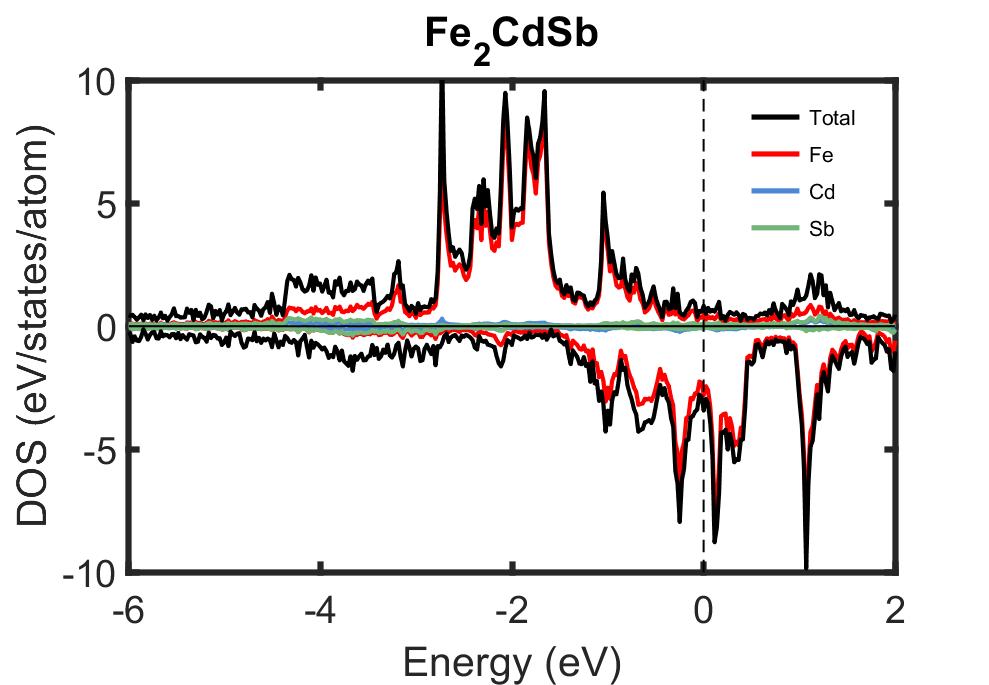 Fe₂CdSb
10
5
0
-5
-10
DOS (eV/states/atom)
Total
Fe
Cd
Sb
-6 -4 -2 0 2
Energy (eV)